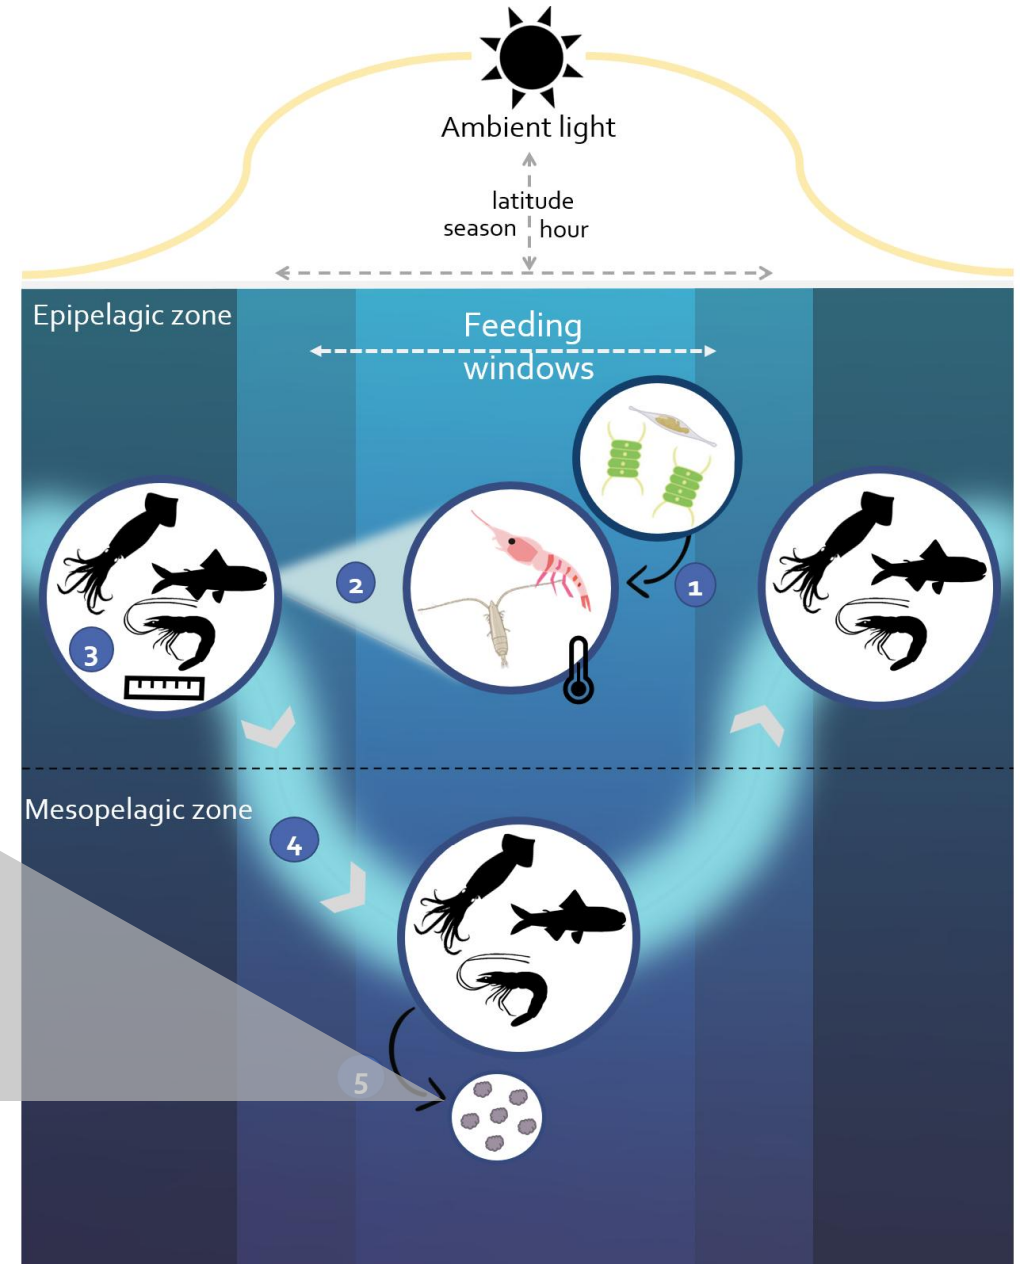 Ambient light
latitude
season hour
Epipelagic zone
Feeding
windows
1
2
3
Mesopelagic zone
4
5